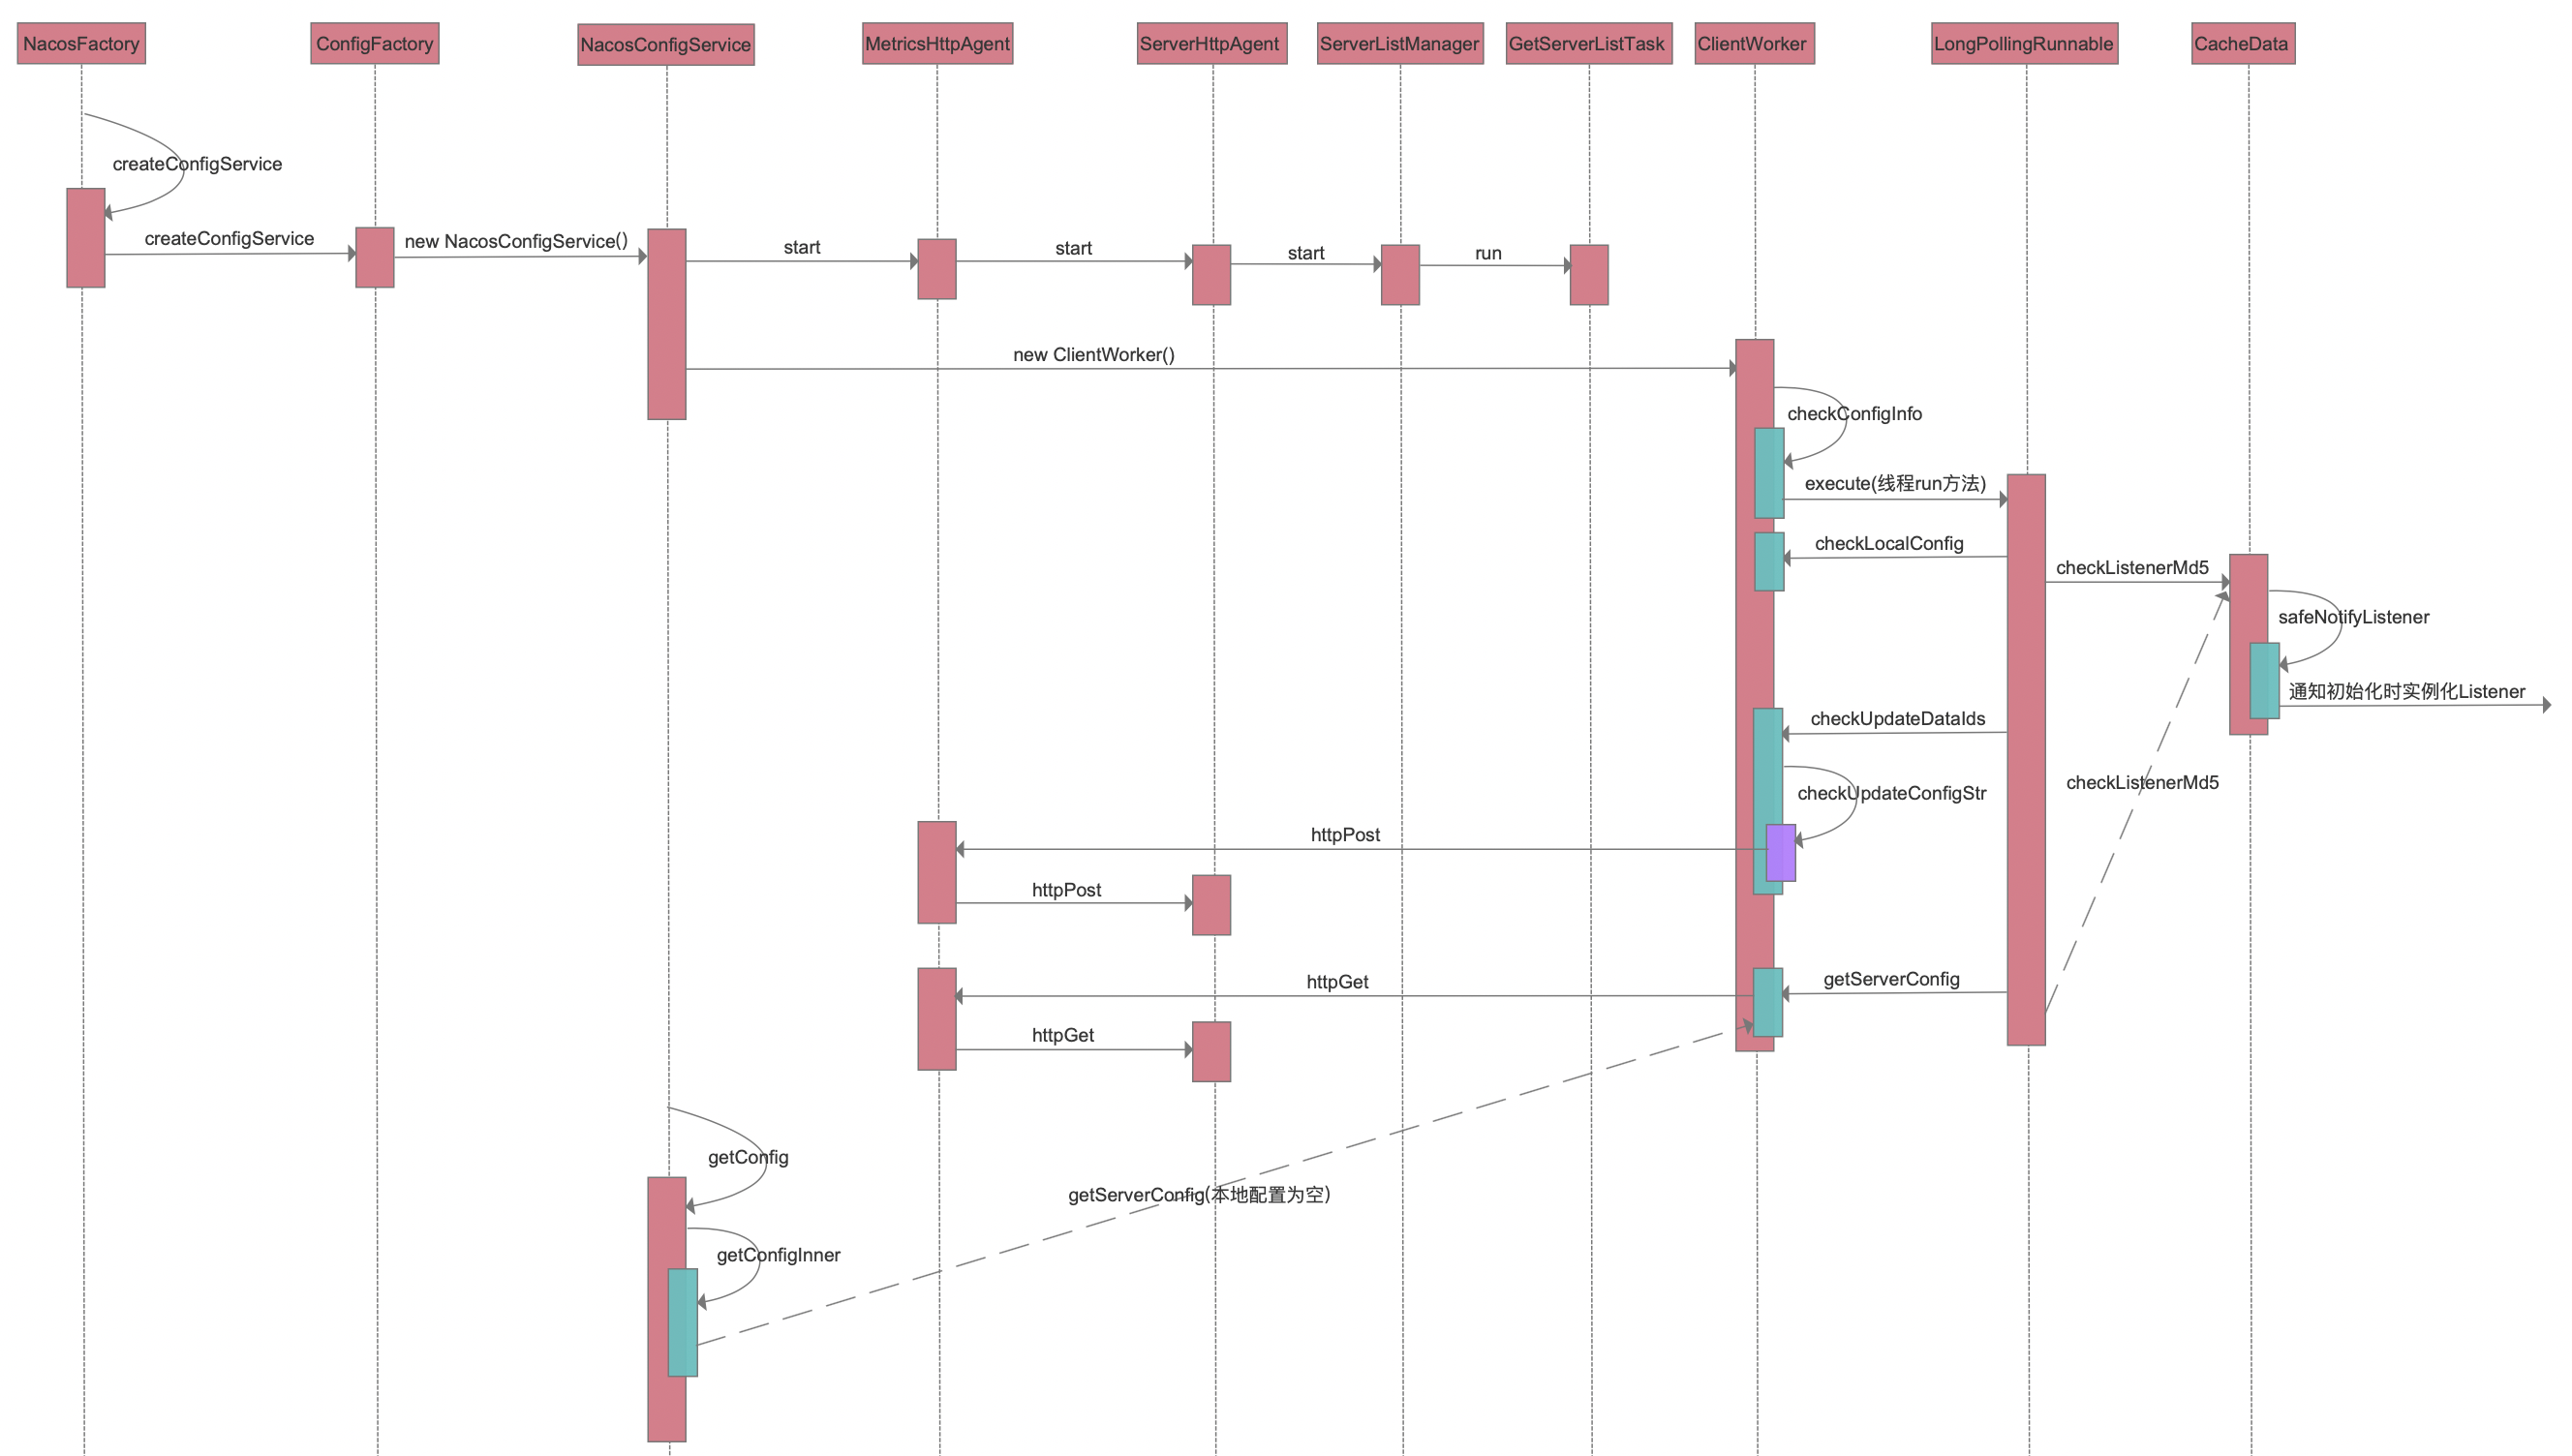 NacosFactory
ConfigFactory
NacosConfigService
MetricsHttpAgent
ServerHttpAgent
ServerListManager
GetServerListTask
ClientWorker
LongPollingRunnable
CacheData
createConfigService
createConfigService
new NacosConfigService()
start
start
start
run
new ClientWorker()
checkConfigInfo
execute(线程run方法)
checkLocalConfig
checkListenerMd5
safeNotifyListener
通知初始化时实例化Listener
checkUpdateDataIds
checkListenerMd5
checkUpdateConfigStr
httpPost
httpPost
getServerConfig
httpGet
httpGet
getConfig
getServerConfig(本地配置为空)
getConfigInner